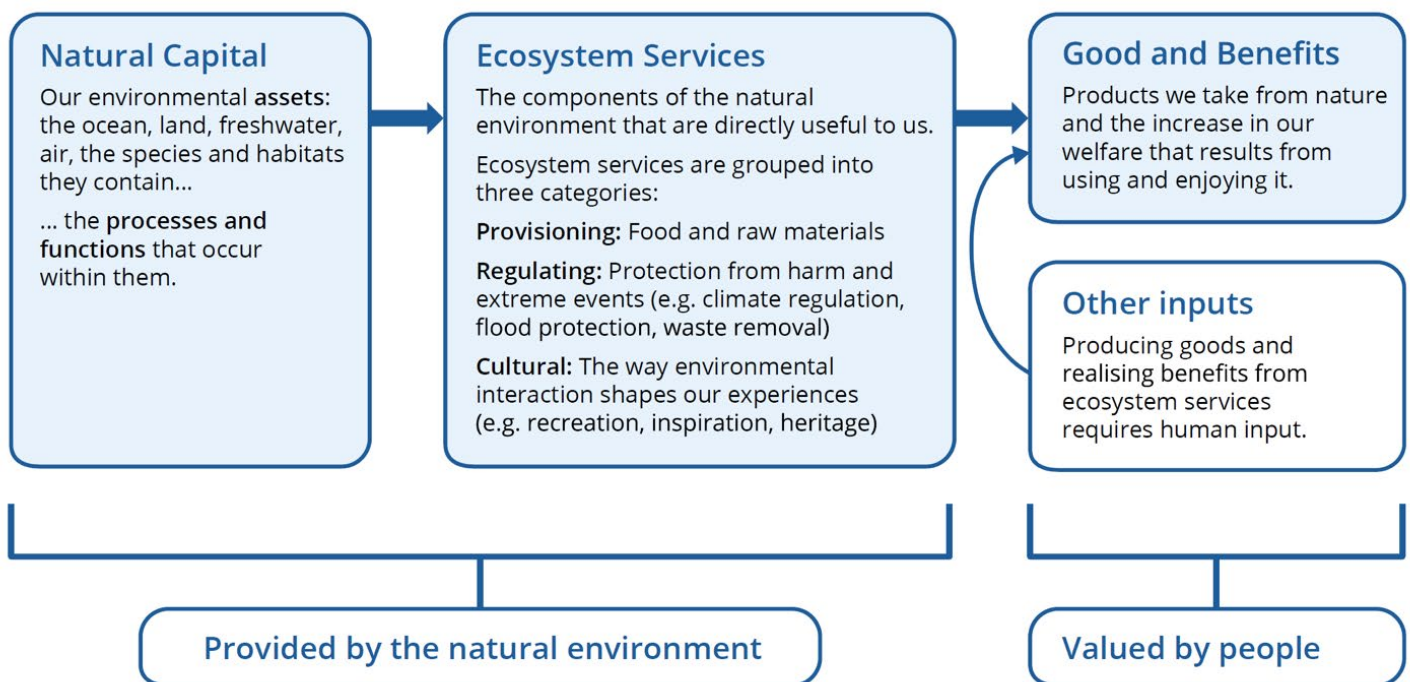 Natural Capital
Our environmental assets:
the ocean, land, freshwater,
air, the species and habitats
they contain...
... the processes and
functions that occur
within them.
Ecosystem Services
The components of the natural
environment that are directly useful to us.
Ecosystem services are grouped into
three categories:
Provisioning: Food and raw materials
Regulating: Protection from harm and
extreme events (e.g. climate regulation,
flood protection, waste removal)
Cultural: The way environmental
interaction shapes our experiences
(e.g. recreation, inspiration, heritage)
Good and Benefits
Products we take from nature
and the increase in our
welfare that results from
using and enjoying it.
Other inputs
Producing goods and
realising benefits from
ecosystem services
requires human input.
Provided by the natural environment
Valued by people